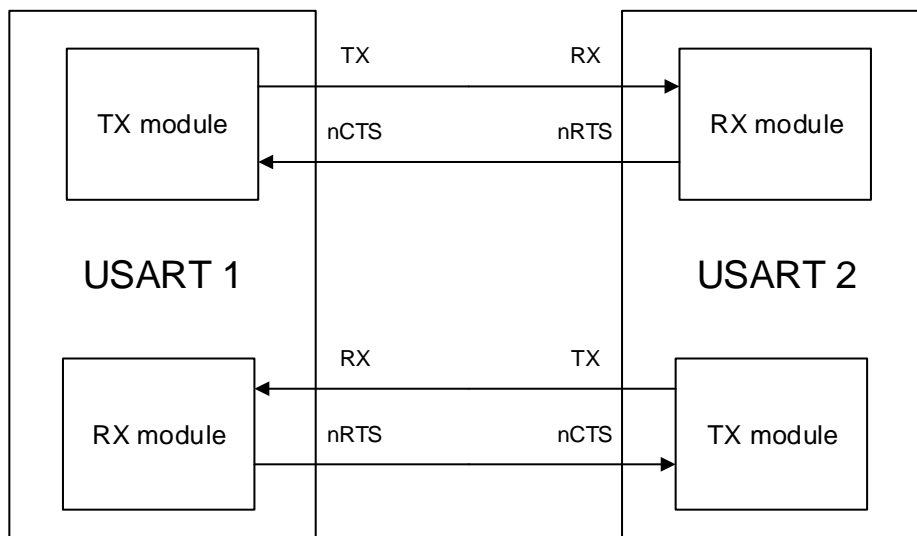 TX RX
TX module
nCTS nRTS
RX module
USART 1 USART 2
RX TX
RX module
nRTS nCTS
TX module